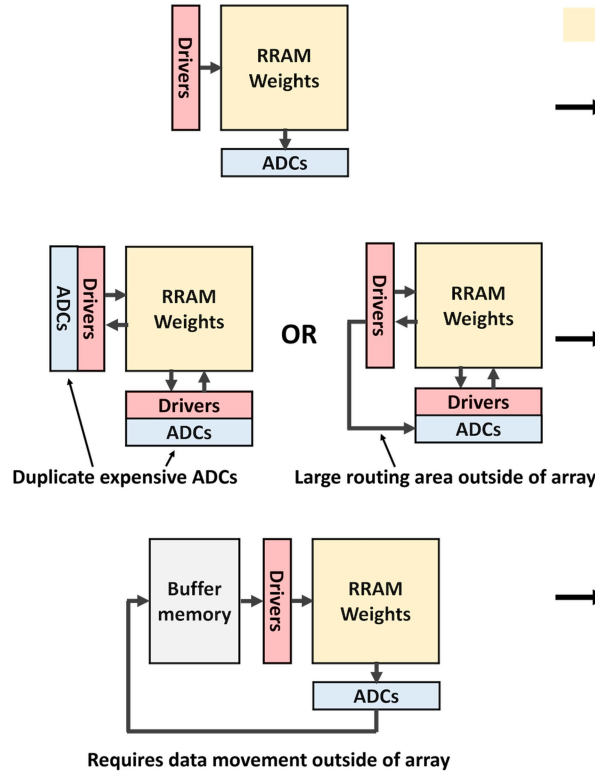 Drivers
RRAM
Weights
ADCs
ADCs
Drivers
RRAM
Weights
Drivers
ADCs
OR
Drivers
RRAM
Weights
Drivers
ADCs
Duplicate expensive ADCs
Large routing area outside of array
Buffer
memory
Drivers
RRAM
Weights
ADCs
Requires data movement outside of array